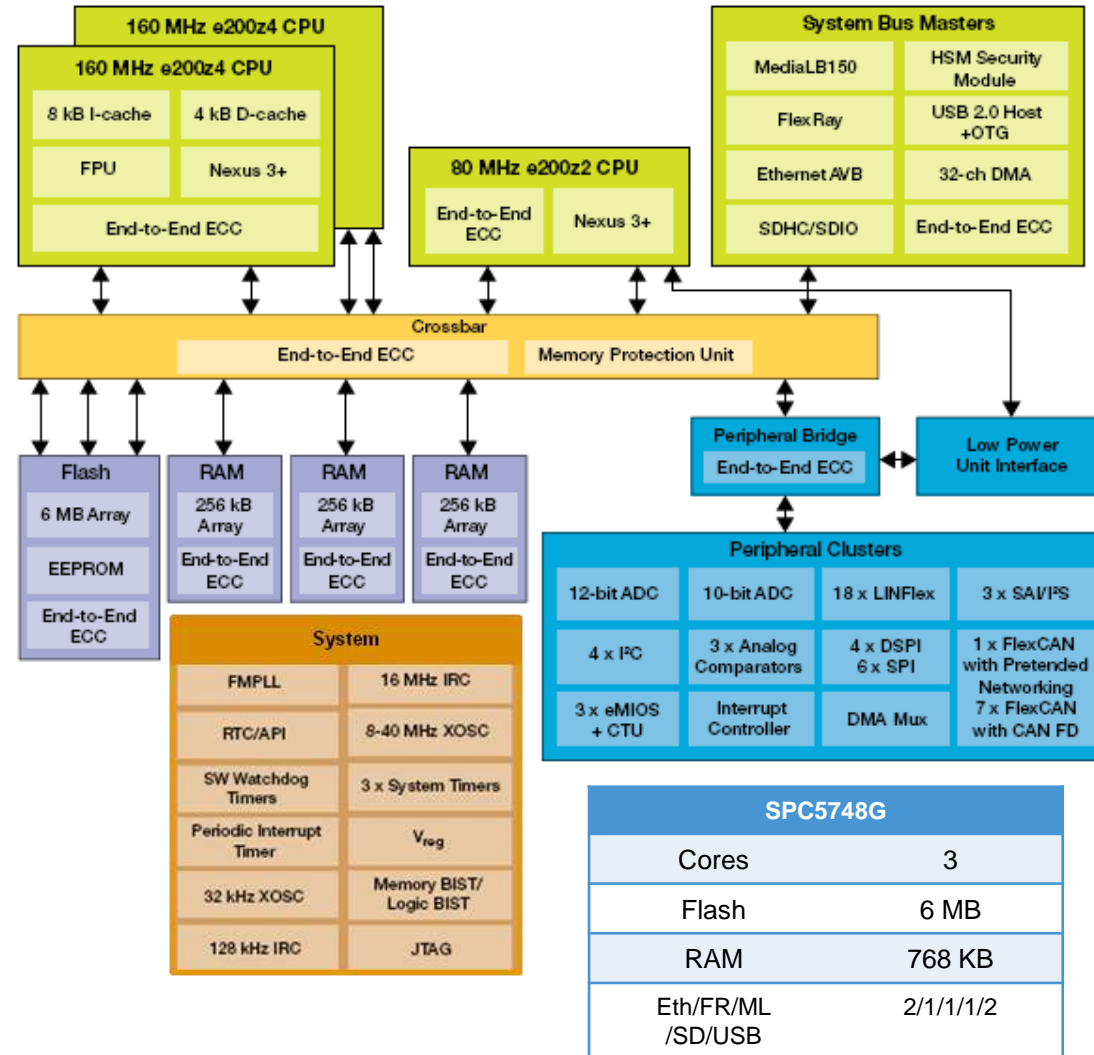 160 MHz e200z4 CPU
160 MHz e200z4 CPU
8 kB I-cache
4 kB D-cache
FPU
Nexus 3+
End-to-End ECC
80 MHz e200z2 CPU
End-to-End
ECC
Nexus 3+
System Bus Masters
MediaLB150
HSM Security
Module
FlexRay
USB 2.0 Host
+OTG
Ethernet AVB
32-ch DMA
SDHC/SDIO
End-to-End ECC
Crossbar
End-to-End ECC
Memory Protection Unit
Flash
6 MB Array
EEPROM
End-to-End
ECC
RAM
256 kB
Array
End-to-End
ECC
RAM
256 kB
Array
End-to-End
ECC
RAM
256 kB
Array
End-to-End
ECC
Peripheral Bridge
End-to-End ECC
Low Power
Unit Interface
Peripheral Clusters
12-bit ADC
10-bit ADC
18 x LINFlex
3 x SAI/I²S
4 x I²C
3 x Analog
Comparators
4 x DSPI
6 x SPI
1 x FlexCAN
with Pretended
Networking
7 x FlexCAN
with CAN FD
3 x eMIOS
+ CTU
Interrupt
Controller
DMA Mux
System
FMPLL
16 MHz IRC
RTC/API
8-40 MHz XOSC
SW Watchdog
Timers
3 x System Timers
Periodic Interrupt
Timer
Vreg
32 kHz XOSC
Memory BIST/
Logic BIST
128 kHz IRC
JTAG
SPC5748G
Cores 3
Flash 6 MB
RAM 768 KB
Eth/FR/ML 2/1/1/1/2
/SD/USB